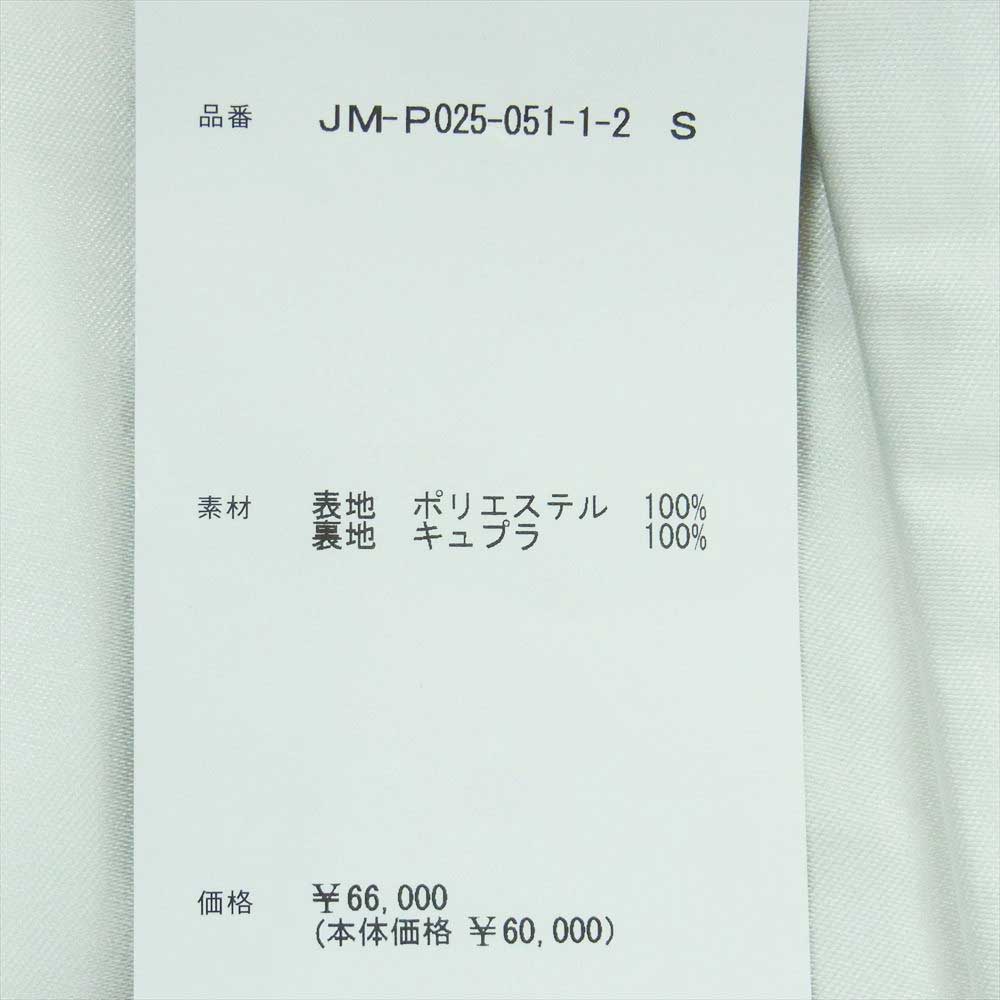 品番 JM-P025-051-1-2 S
素材 表地 ポリエステル 100%
裏地 キュプラ 100%
価格 ¥66,000
(本体価格 ¥60,000)